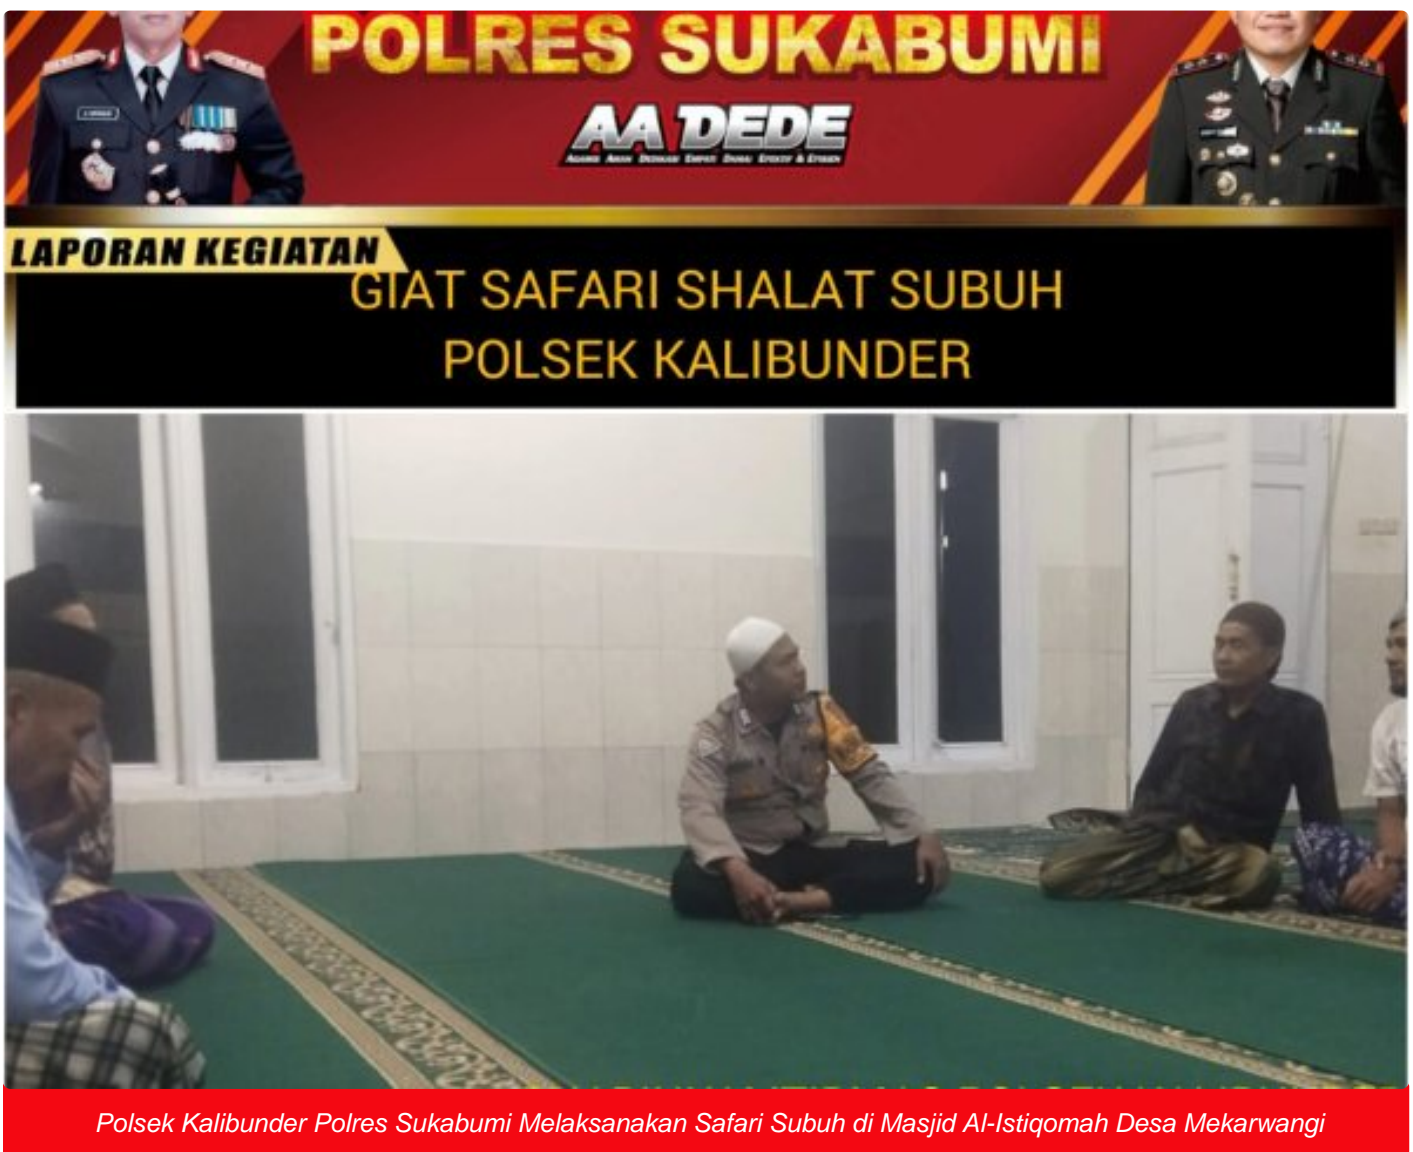 POLRES SUKABUMI
AA DEDE
LAPORAN KEGIATAN
GIAT SAFARI SHALAT SUBUH
POLSEK KALIBUNDER
Polsek Kalibunder Polres Sukabumi Melaksanakan Safari Subuh di Masjid Al-Istiqomah Desa Mekarwangi